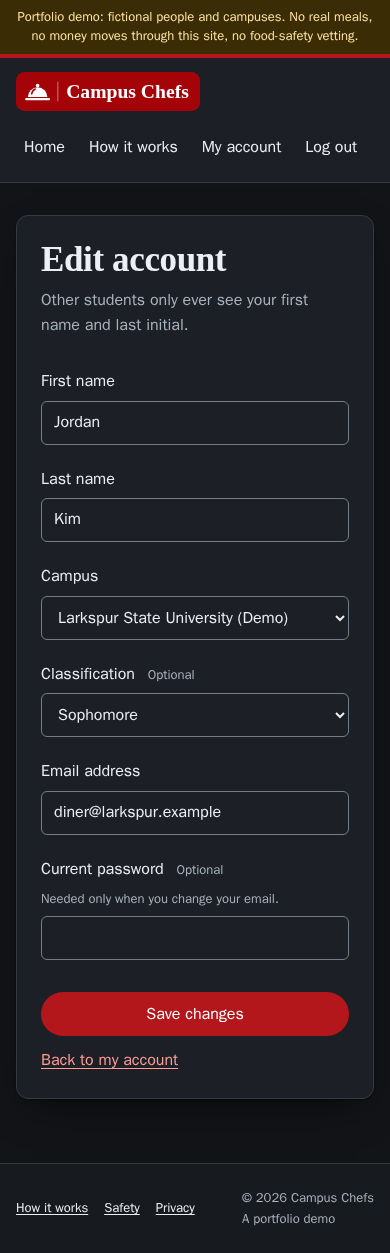 Portfolio demo: fictional people and campuses. No real meals,
no money moves through this site, no food-safety vetting.
Campus Chefs
Home How it works My account Log out
Edit account
Other students only ever see your first
name and last initial.
First name
Jordan
Last name
Kim
Campus
Larkspur State University (Demo)
Classification Optional
Sophomore
Email address
diner@larkspur.example
Current password Optional
Needed only when you change your email.
Save changes
Back to my account
How it works Safety Privacy
© 2026 Campus Chefs
A portfolio demo